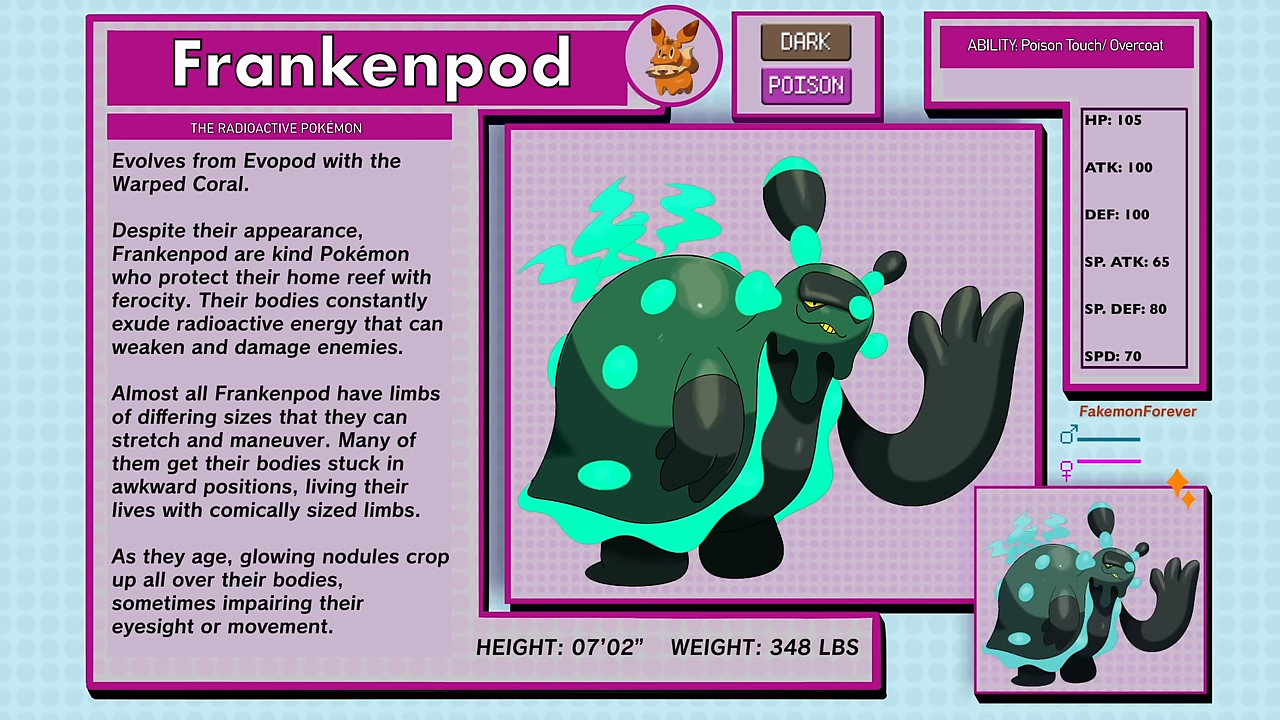 Frankenpod
DARK
POISON
ABILITY: Poison Touch/ Overcoat
THE RADIOACTIVE POKÉMON
Evolves from Evopod with the
Warped Coral.
Despite their appearance,
Frankenpod are kind Pokémon
who protect their home reef with
ferocity. Their bodies constantly
exude radioactive energy that can
weaken and damage enemies.
Almost all Frankenpod have limbs
of differing sizes that they can
stretch and maneuver. Many of
them get their bodies stuck in
awkward positions, living their
lives with comically sized limbs.
As they age, glowing nodules crop
up all over their bodies,
sometimes impairing their
eyesight or movement.
HEIGHT: 07’02” WEIGHT: 348 LBS
HP: 105
ATK: 100
DEF: 100
SP. ATK: 65
SP. DEF: 80
SPD: 70
FakemonForever